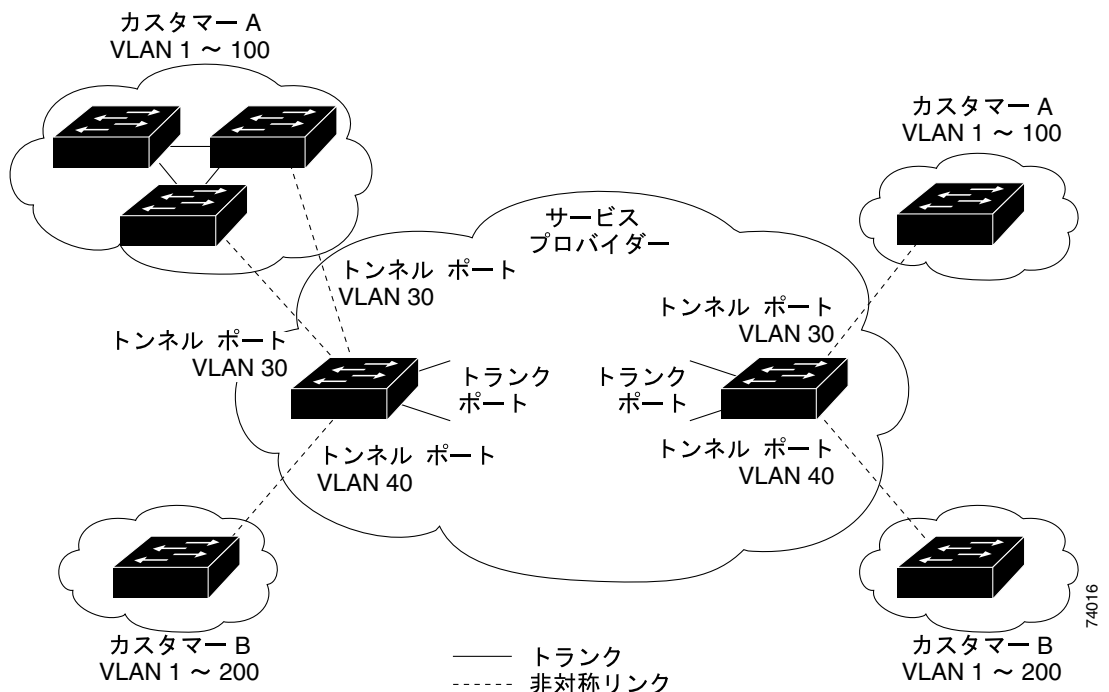 カスタマー A
VLAN 1 ~ 100
カスタマー A
VLAN 1 ~ 100
サービス
プロバイダー
トンネル ポート
VLAN 30
トンネル ポート
VLAN 30
トンネル ポート
VLAN 30
トランク
ポート
トランク
ポート
トンネル ポート
VLAN 40
トンネル ポート
VLAN 40
カスタマー B
VLAN 1 ~ 200
カスタマー B
VLAN 1 ~ 200
74016
トランク
非対称リンク